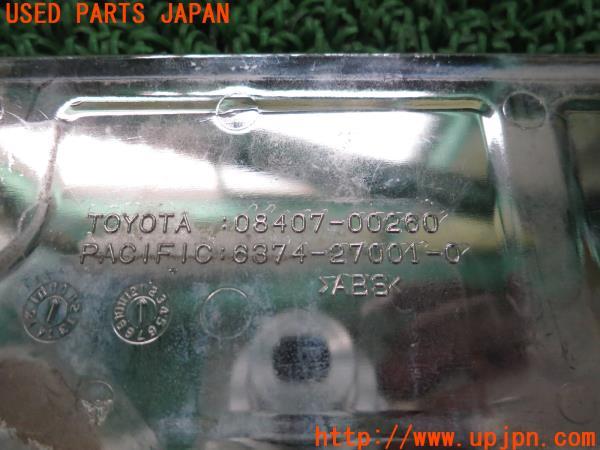 USED PARTS JAPAN
TOYOTA :08407-00260
PACIFIC:6374-27001-0
>ABS<
http://www.upjpn.com/